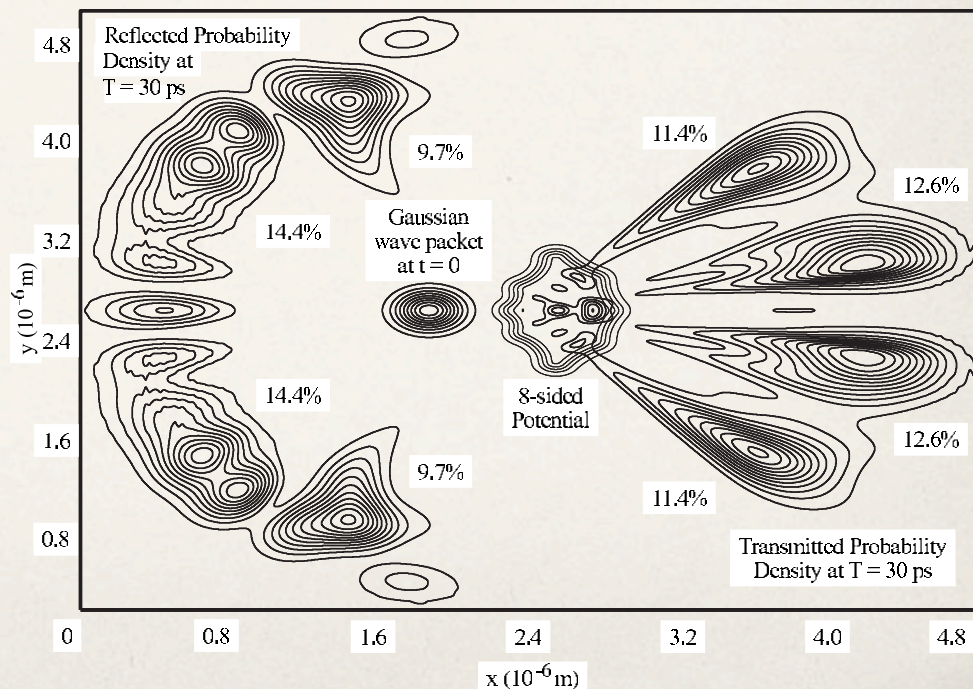 Reflected Probability
Density at
T = 30 ps
4.8
4.0
3.2
2.4
1.6
0.8
y (10⁻⁶ m)
11.4%
12.6%
9.7%
14.4%
Gaussian
wave packet
at t = 0
8-sided
Potential
14.4%
9.7%
11.4%
12.6%
Transmitted Probability
Density at T = 30 ps
0
0.8
1.6
2.4
3.2
4.0
4.8
x (10⁻⁶ m)